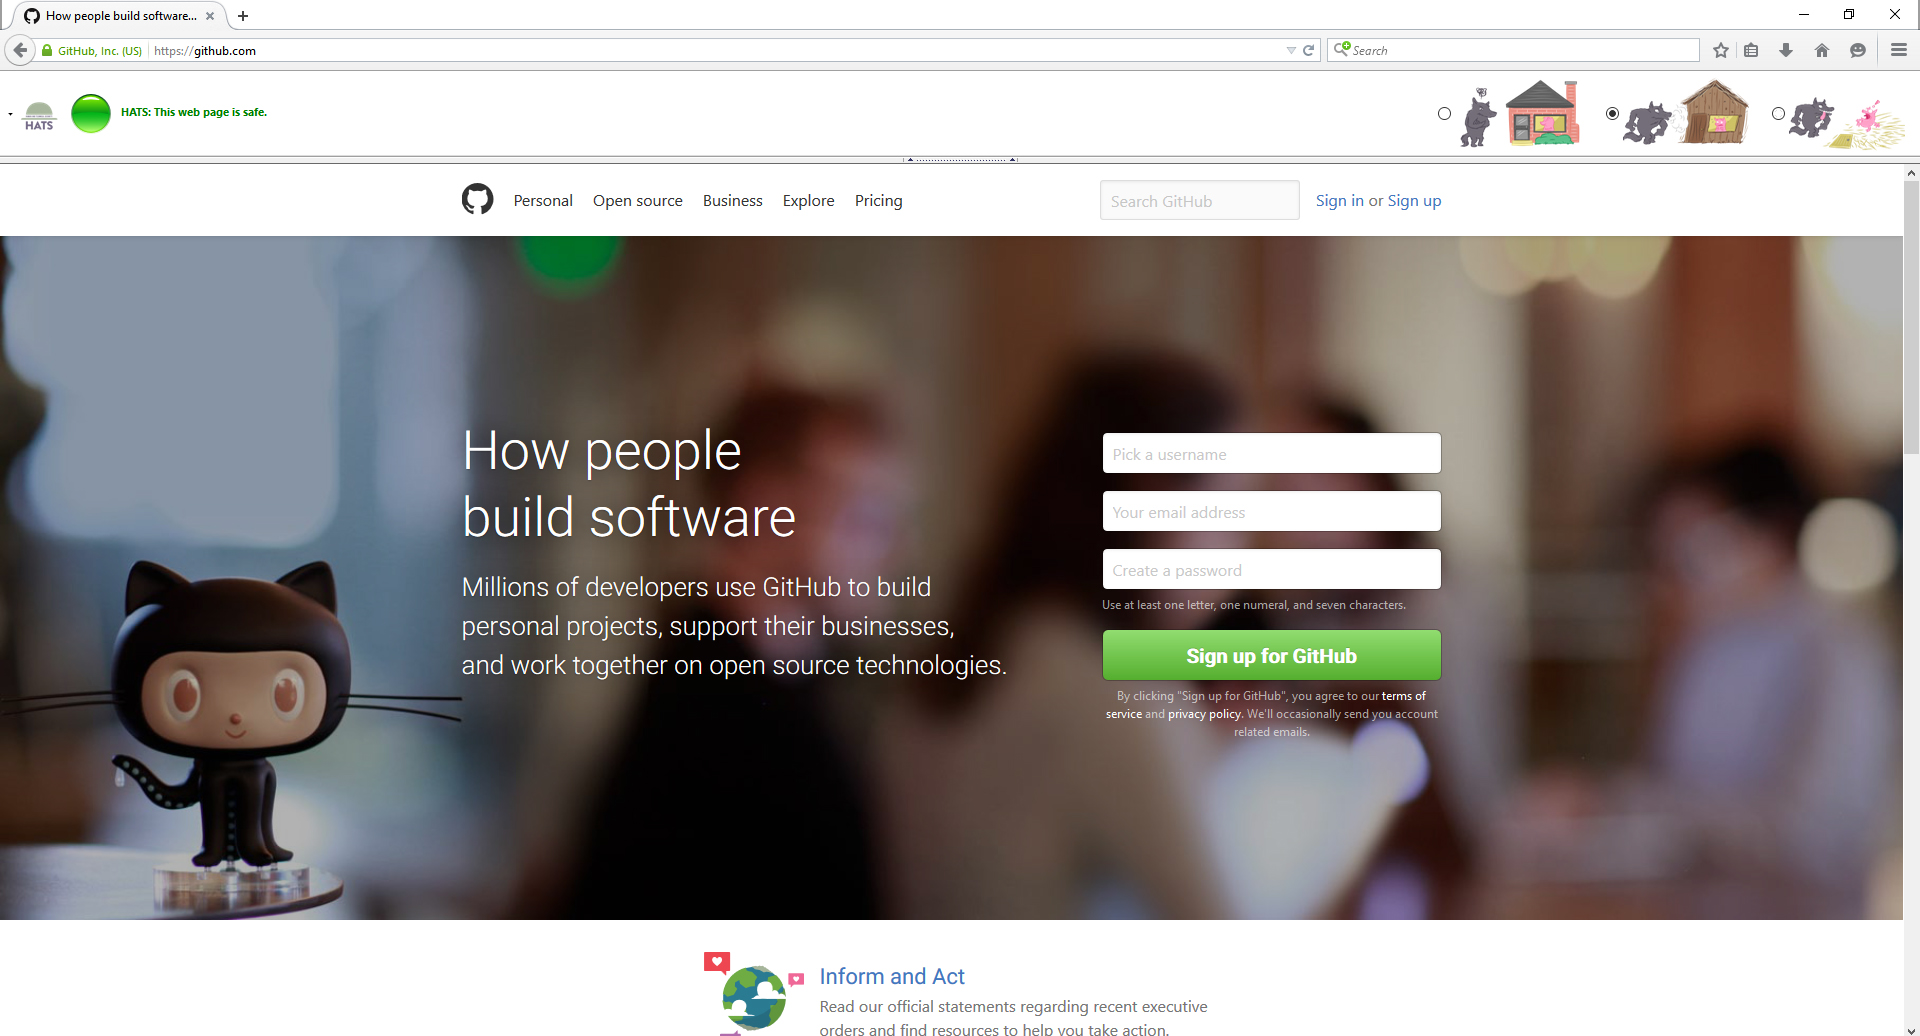 How people build software...
GitHub, Inc. (US)
https://github.com
Search
HATS
HATS: This web page is safe.
Personal
Open source
Business
Explore
Pricing
Search GitHub
Sign in or Sign up
How people
build software
Millions of developers use GitHub to build
personal projects, support their businesses,
and work together on open source technologies.
Pick a username
Your email address
Create a password
Use at least one letter, one numeral, and seven characters.
Sign up for GitHub
By clicking "Sign up for GitHub", you agree to our terms of
service and privacy policy. We'll occasionally send you account
related emails.
Inform and Act
Read our official statements regarding recent executive
orders and find resources to help you take action.